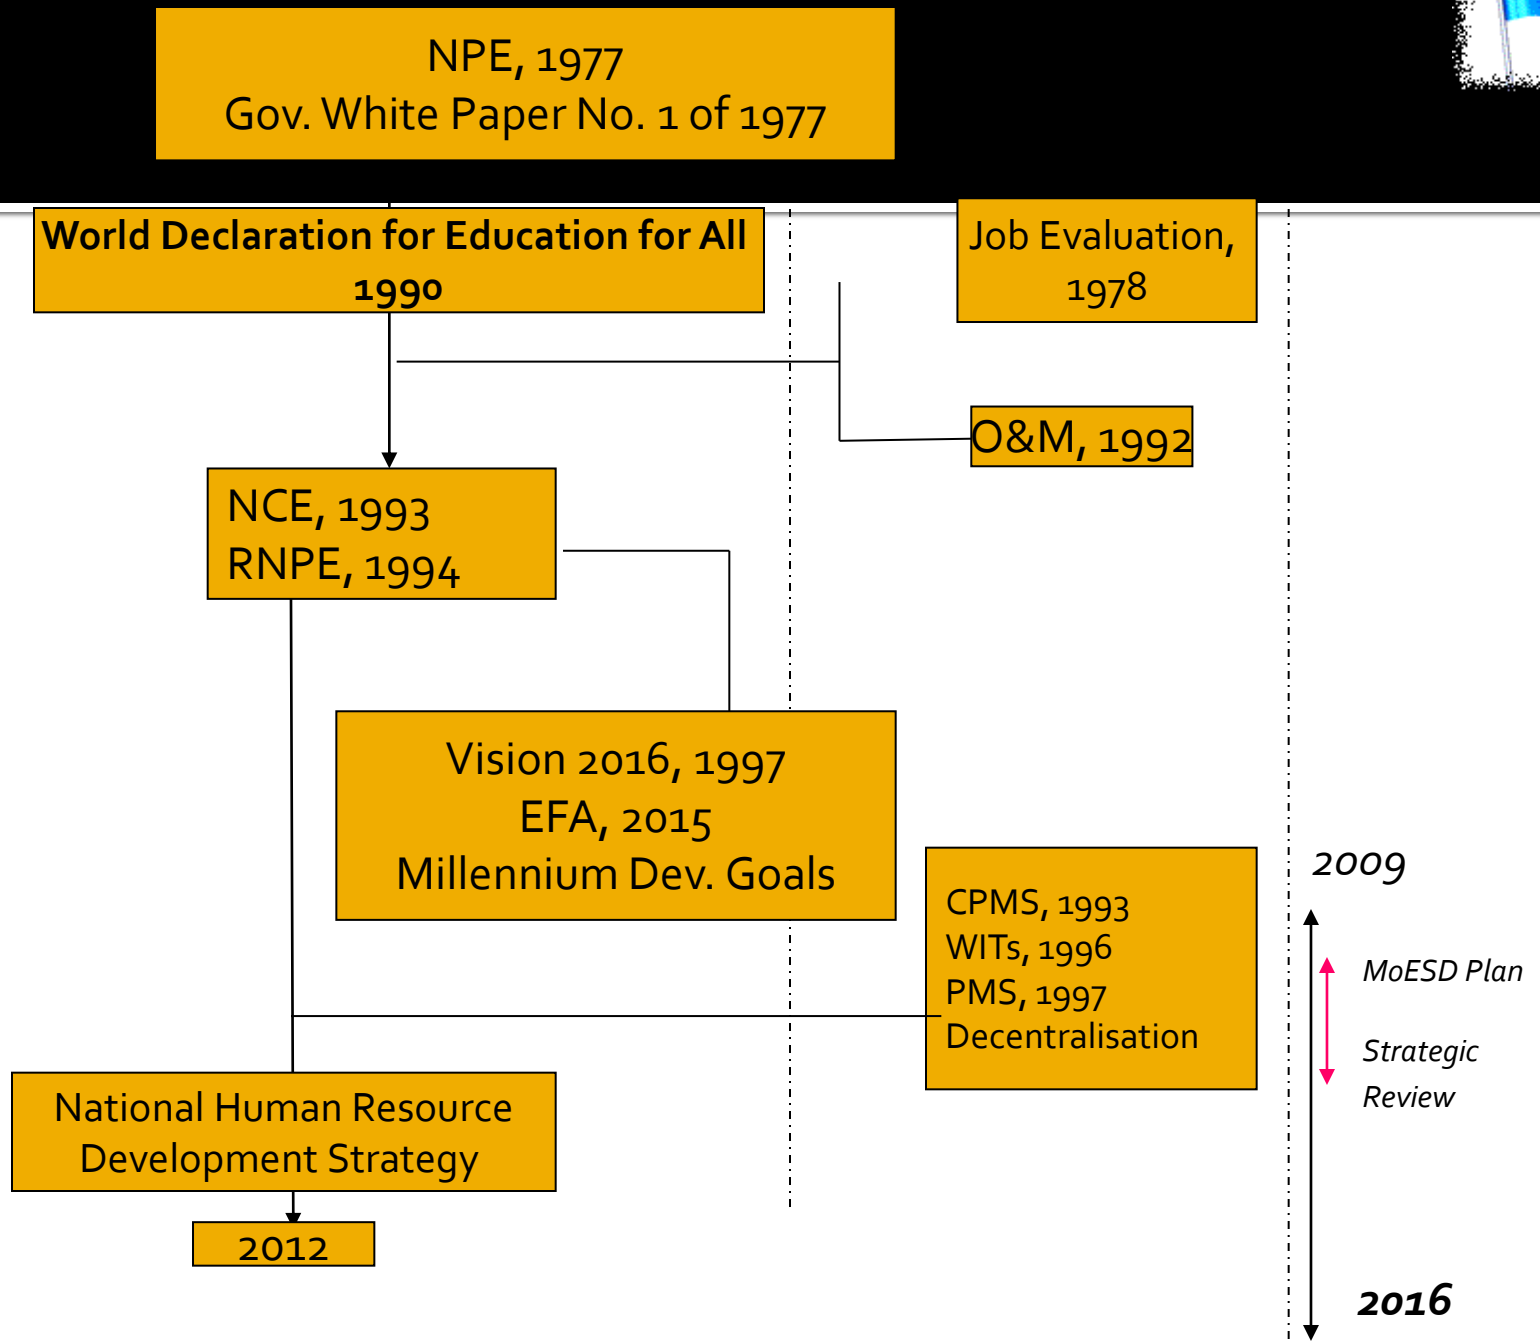 NPE, 1977
Gov. White Paper No. 1 of 1977
World Declaration for Education for All
1990
Job Evaluation,
1978
O&M, 1992
NCE, 1993
RNPE, 1994
Vision 2016, 1997
EFA, 2015
Millennium Dev. Goals
CPMS, 1993
WITs, 1996
PMS, 1997
Decentralisation
2009
MoESD Plan
Strategic
Review
National Human Resource
Development Strategy
2012
2016